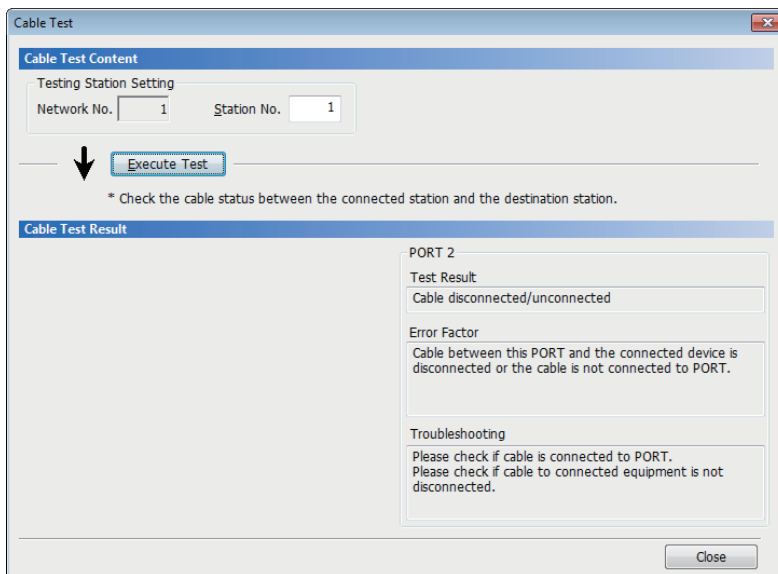 Cable Test
Cable Test Content
Testing Station Setting
Network No. 1 Station No. 1
Execute Test
* Check the cable status between the connected station and the destination station.
Cable Test Result
PORT 2
Test Result
Cable disconnected/unconnected
Error Factor
Cable between this PORT and the connected device is
disconnected or the cable is not connected to PORT.
Troubleshooting
Please check if cable is connected to PORT.
Please check if cable to connected equipment is not
disconnected.
Close